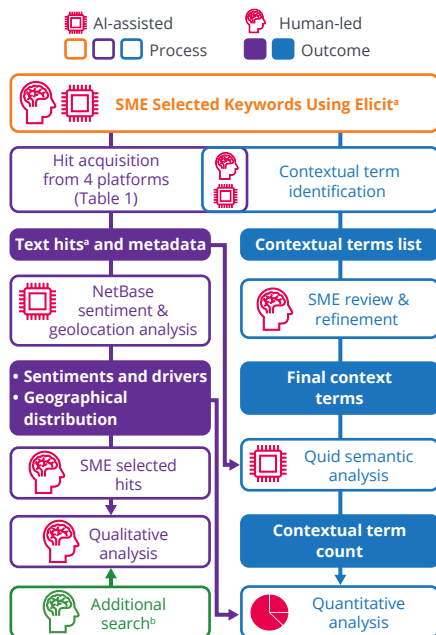 AI-assisted
Human-led
Process
Outcome
SME Selected Keywords Using Elicitᵃ
Hit acquisition
from 4 platforms
(Table 1)
Contextual term
identification
Text hitsᵃ and metadata
Contextual terms list
NetBase
sentiment &
geolocation analysis
SME review &
refinement
• Sentiments and drivers
• Geographical
distribution
Final context
terms
SME selected
hits
Quid semantic
analysis
Qualitative
analysis
Contextual term
count
Additional
searchᵇ
Quantitative
analysis